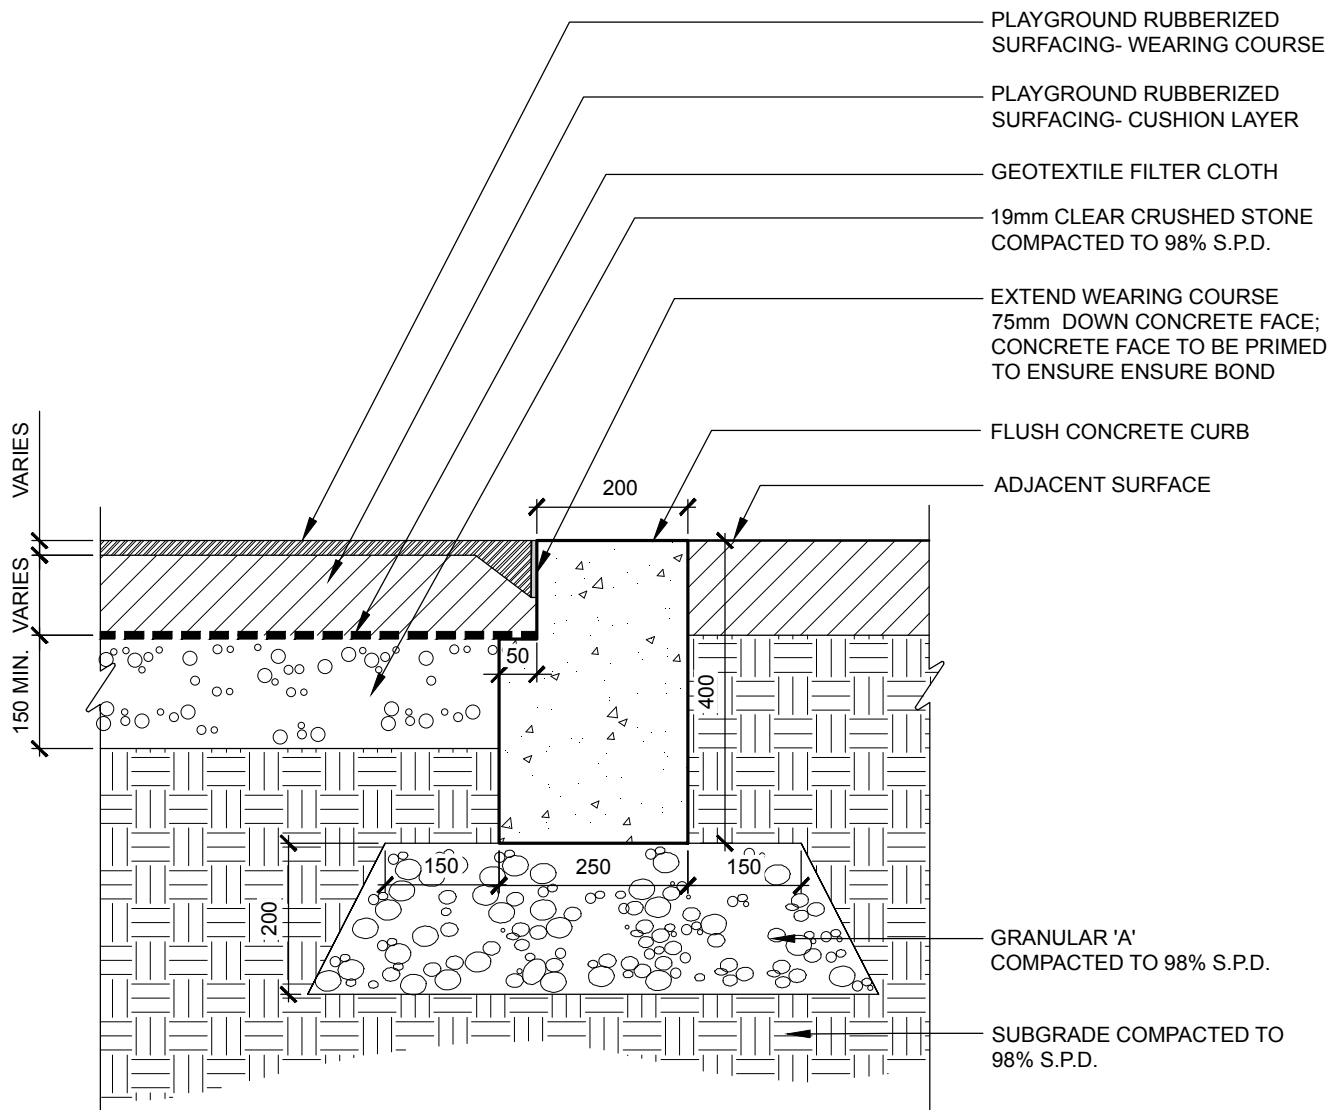 PLAYGROUND RUBBERIZED
SURFACING- WEARING COURSE
PLAYGROUND RUBBERIZED
SURFACING- CUSHION LAYER
GEOTEXTILE FILTER CLOTH
19mm CLEAR CRUSHED STONE
COMPACTED TO 98% S.P.D.
EXTEND WEARING COURSE
75mm DOWN CONCRETE FACE;
CONCRETE FACE TO BE PRIMED
TO ENSURE ENSURE BOND
FLUSH CONCRETE CURB
ADJACENT SURFACE
VARIES
VARIES
150 MIN.
200
50
400
150
250
150
200
GRANULAR 'A'
COMPACTED TO 98% S.P.D.
SUBGRADE COMPACTED TO
98% S.P.D.